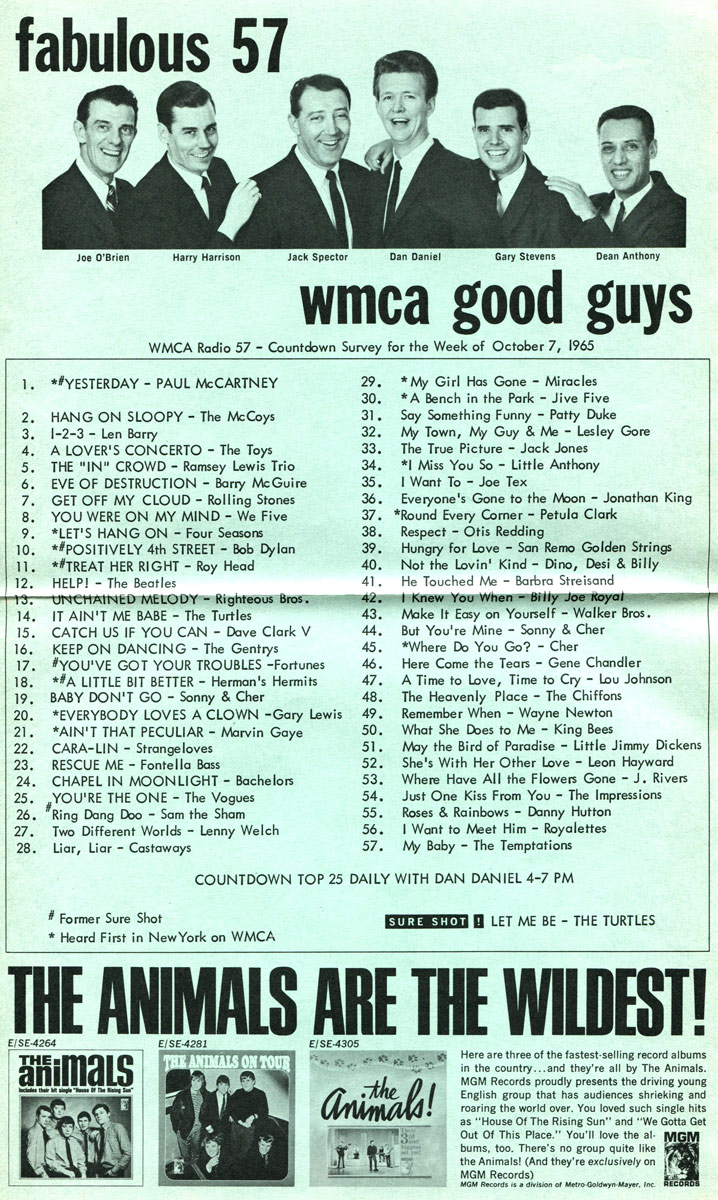 fabulous 57
Joe O'Brien
Harry Harrison
Jack Spector
Dan Daniel
Gary Stevens
Dean Anthony
wmca good guys
WMCA Radio 57 – Countdown Survey for the Week of October 7, 1965
1. *#YESTERDAY – PAUL McCARTNEY
2. HANG ON SLOOPY – The McCoys
3. 1-2-3 – Len Barry
4. A LOVER'S CONCERTO – The Toys
5. THE "IN" CROWD – Ramsey Lewis Trio
6. EVE OF DESTRUCTION – Barry McGuire
7. GET OFF MY CLOUD – Rolling Stones
8. YOU WERE ON MY MIND – We Five
9. *LET'S HANG ON – Four Seasons
10. *#POSITIVELY 4th STREET – Bob Dylan
11. *#TREAT HER RIGHT – Roy Head
12. HELP! – The Beatles
13. UNCHAINED MELODY – Righteous Bros.
14. IT AIN'T ME BABE – The Turtles
15. CATCH US IF YOU CAN – Dave Clark V
16. KEEP ON DANCING – The Gentrys
17. #YOU'VE GOT YOUR TROUBLES –Fortunes
18. *#A LITTLE BIT BETTER – Herman's Hermits
19. BABY DON'T GO – Sonny & Cher
20. *EVERYBODY LOVES A CLOWN –Gary Lewis
21. *AIN'T THAT PECULIAR – Marvin Gaye
22. CARA-LIN – Strangeloves
23. RESCUE ME – Fontella Bass
24. CHAPEL IN MOONLIGHT – Bachelors
25. YOU'RE THE ONE – The Vogues
26. #Ring Dang Doo – Sam the Sham
27. Two Different Worlds – Lenny Welch
28. Liar, Liar – Castaways
29. *My Girl Has Gone – Miracles
30. *A Bench in the Park – Jive Five
31. Say Something Funny – Patty Duke
32. My Town, My Guy & Me – Lesley Gore
33. The True Picture – Jack Jones
34. *I Miss You So – Little Anthony
35. I Want To – Joe Tex
36. Everyone's Gone to the Moon – Jonathan King
37. *Round Every Corner – Petula Clark
38. Respect – Otis Redding
39. Hungry for Love – San Remo Golden Strings
40. Not the Lovin' Kind – Dino, Desi & Billy
41. He Touched Me – Barbra Streisand
42. I Knew You When – Billy Joe Royal
43. Make It Easy on Yourself – Walker Bros.
44. But You're Mine – Sonny & Cher
45. *Where Do You Go? – Cher
46. Here Come the Tears – Gene Chandler
47. A Time to Love, Time to Cry – Lou Johnson
48. The Heavenly Place – The Chiffons
49. Remember When – Wayne Newton
50. What She Does to Me – King Bees
51. May the Bird of Paradise – Little Jimmy Dickens
52. She's With Her Other Love – Leon Hayward
53. Where Have All the Flowers Gone – J. Rivers
54. Just One Kiss From You – The Impressions
55. Roses & Rainbows – Danny Hutton
56. I Want to Meet Him – Royalettes
57. My Baby – The Temptations
COUNTDOWN TOP 25 DAILY WITH DAN DANIEL 4–7 PM
# Former Sure Shot
* Heard First in NewYork on WMCA
SURE SHOT ! LET ME BE – THE TURTLES
THE ANIMALS ARE THE WILDEST!
E/SE-4264
THE animals
Includes their hit single "House Of The Rising Sun"
E/SE-4281
THE ANIMALS ON TOUR
E/SE-4305
the Animals!
Here are three of the fastest-selling record albums
in the country...and they're all by The Animals.
MGM Records proudly presents the driving young
English group that has audiences shrieking and
roaring the world over. You loved such single hits
as "House Of The Rising Sun" and "We Gotta Get
Out Of This Place." You'll love the al-
bums, too. There's no group quite like
the Animals! (And they're exclusively on
MGM Records)
MGM Records is a division of Metro-Goldwyn-Mayer, Inc.
MGM
RECORDS